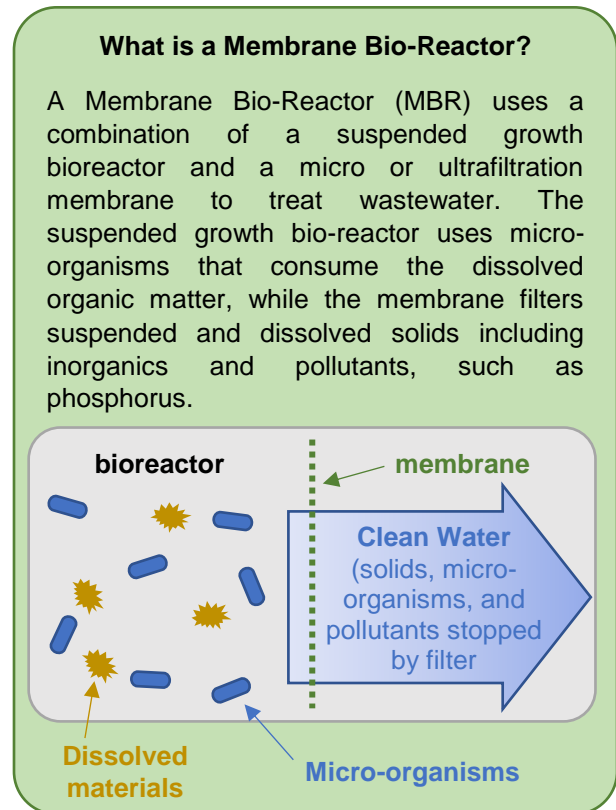 What is a Membrane Bio-Reactor?
A Membrane Bio-Reactor (MBR) uses a
combination of a suspended growth
bioreactor and a micro or ultrafiltration
membrane to treat wastewater. The
suspended growth bio-reactor uses micro-
organisms that consume the dissolved
organic matter, while the membrane filters
suspended and dissolved solids including
inorganics and pollutants, such as
phosphorus.
bioreactor
membrane
Clean Water
(solids, micro-
organisms, and
pollutants stopped
by filter
Dissolved
materials
Micro-organisms